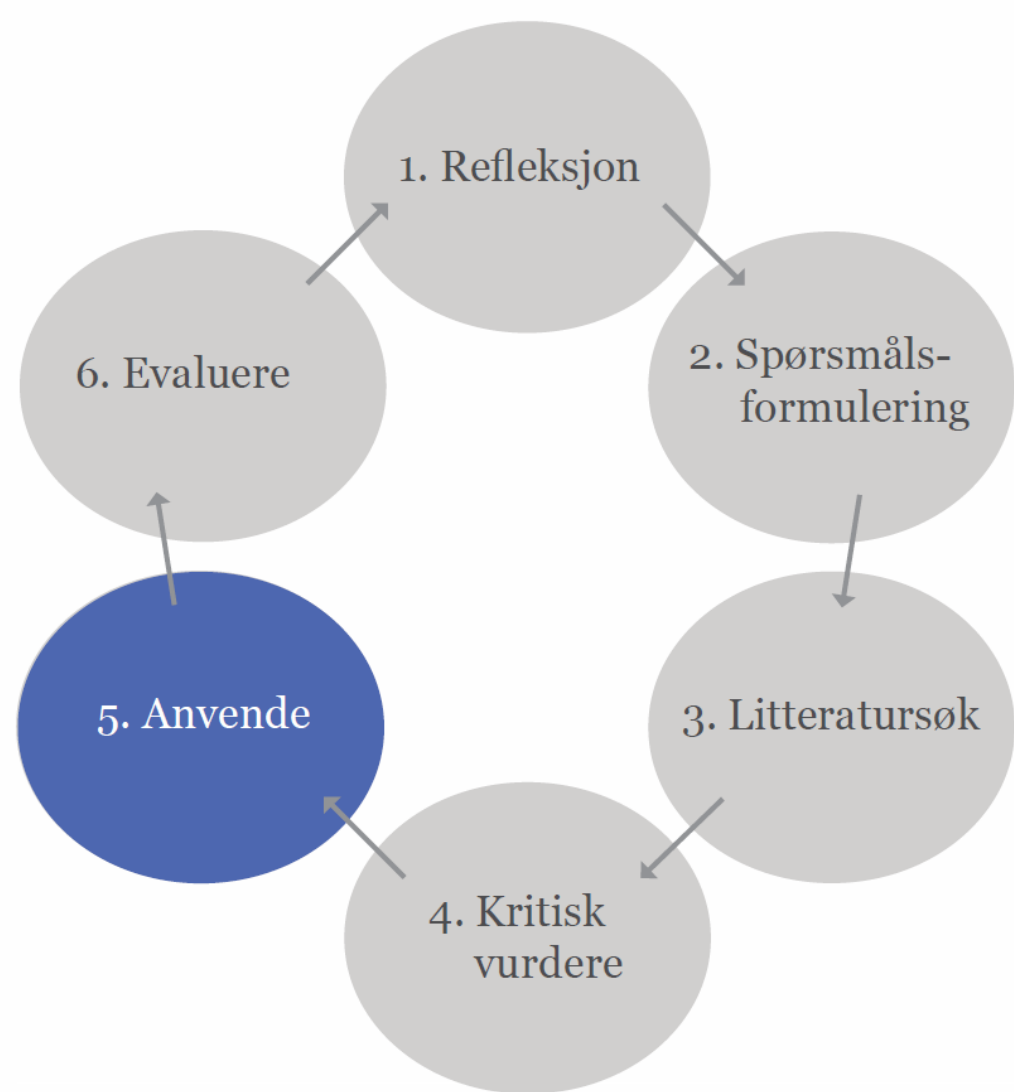 1. Refleksjon
2. Spørsmåls-
formulering
3. Litteratursøk
4. Kritisk
vurdere
5. Anvende
6. Evaluere